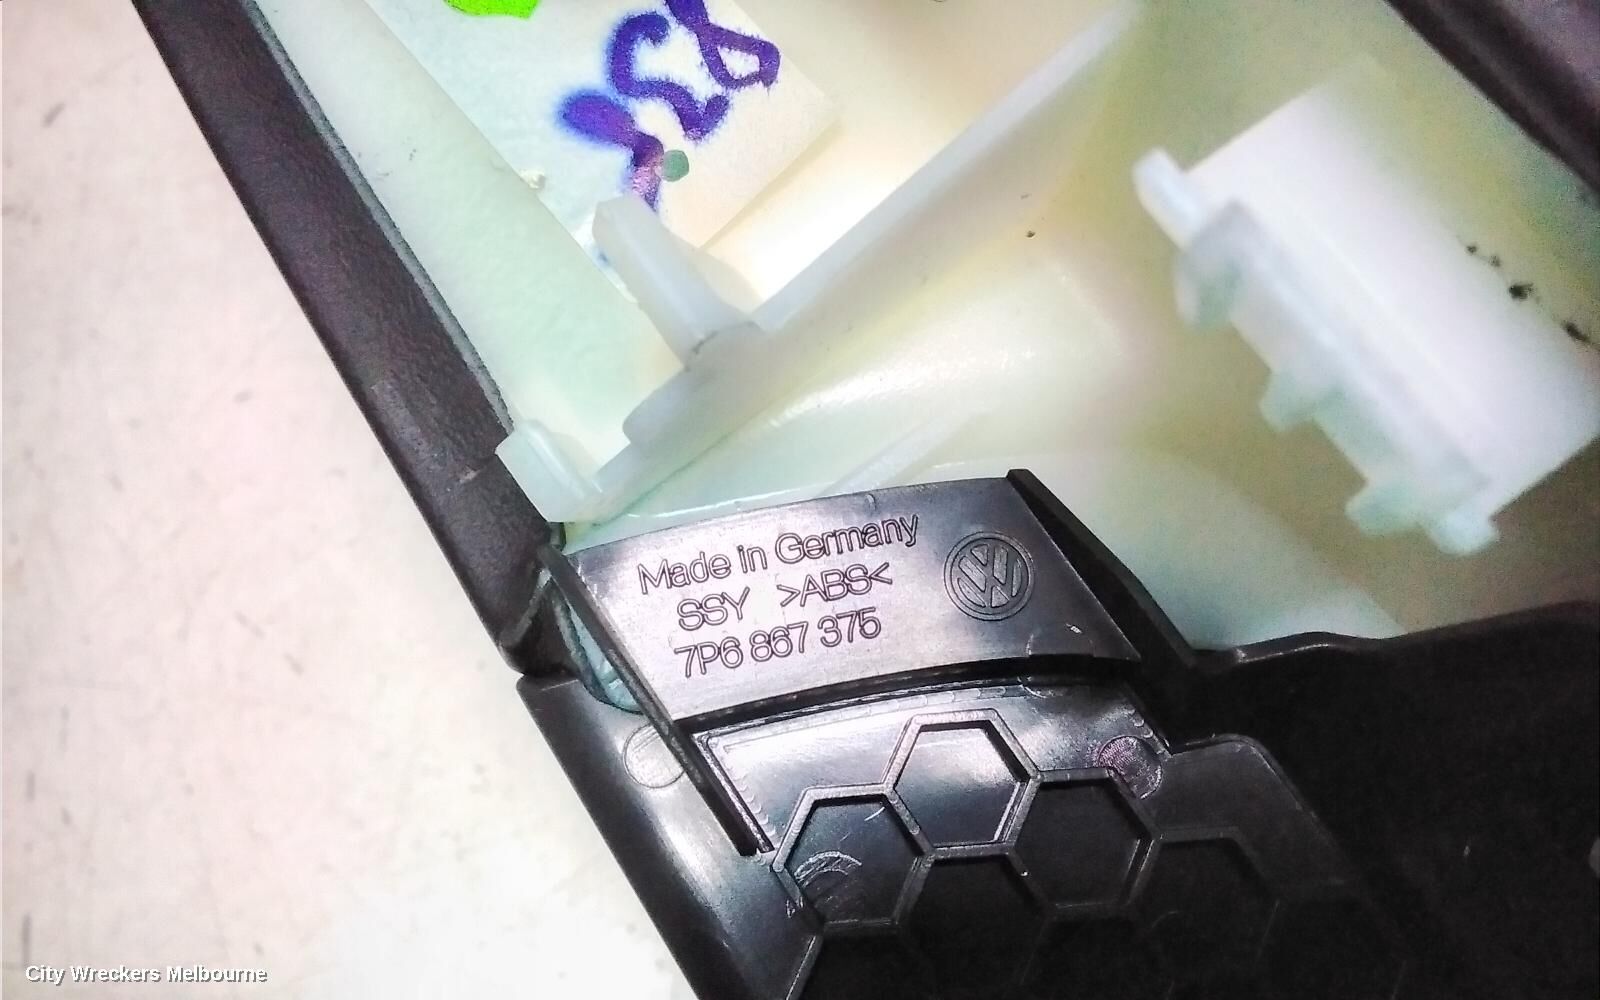 Made in Germany
SSY >ABS<
7P6 867 375
City Wreckers Melbourne